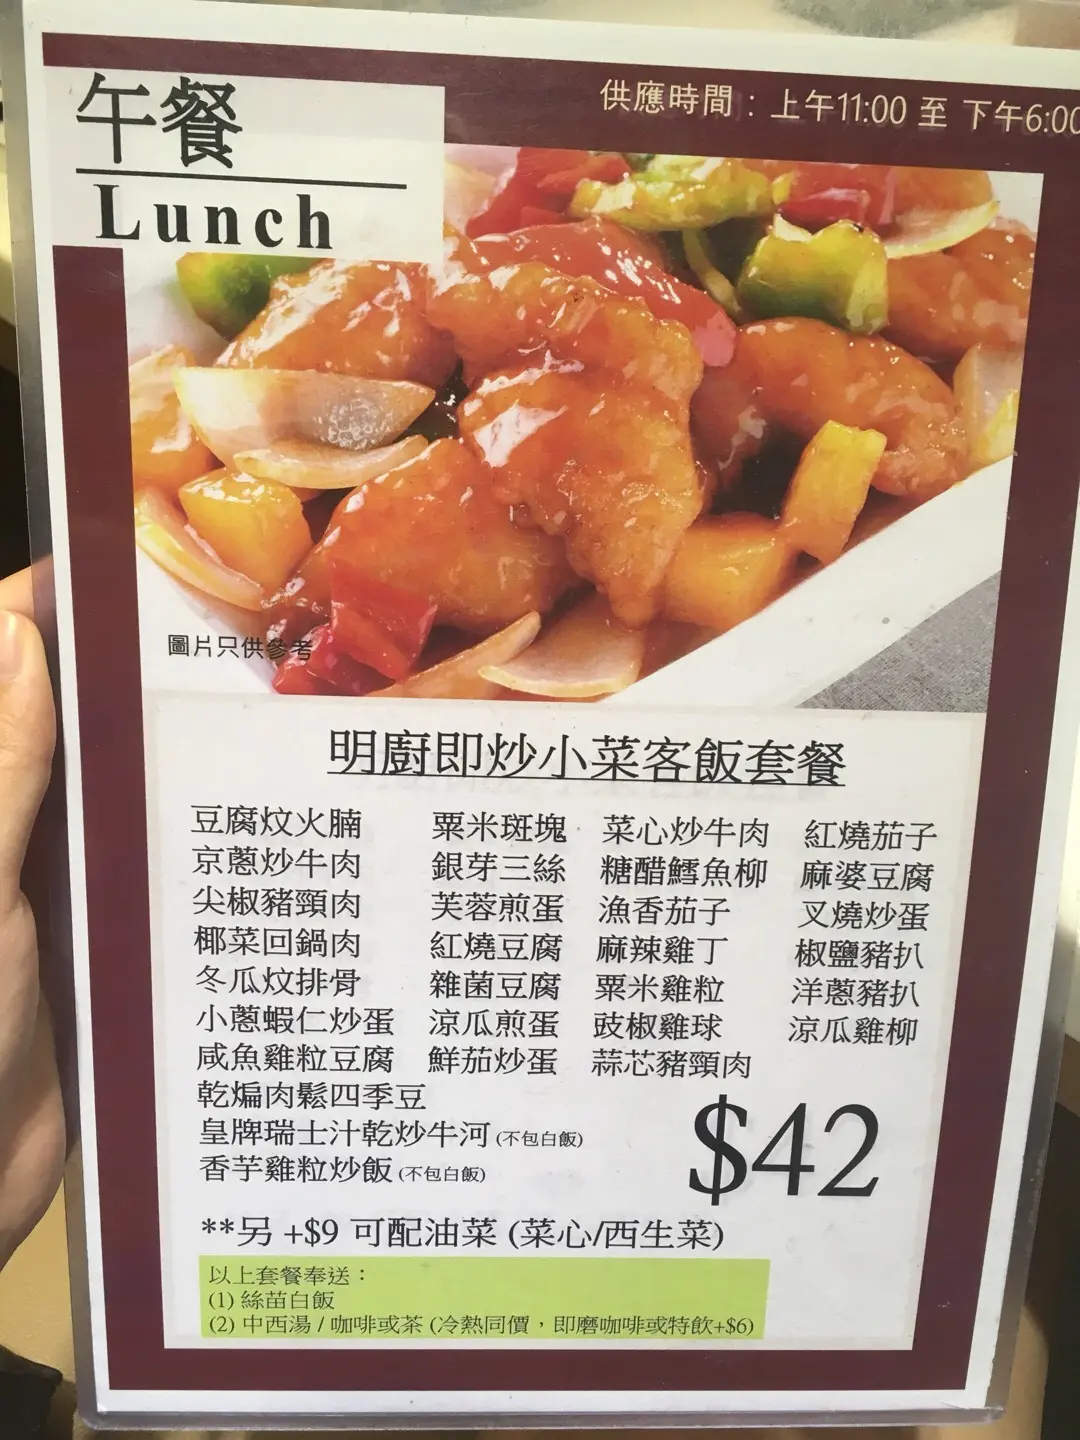 午餐
Lunch
供應時間：上午11:00 至 下午6:00
圖片只供參考
明廚即炒小菜客飯套餐
豆腐炆火腩 粟米斑塊 菜心炒牛肉 紅燒茄子
京蔥炒牛肉 銀芽三絲 糖醋鱈魚柳 麻婆豆腐
尖椒豬頸肉 芙蓉煎蛋 漁香茄子 叉燒炒蛋
椰菜回鍋肉 紅燒豆腐 麻辣雞丁 椒鹽豬扒
冬瓜炆排骨 雜菌豆腐 粟米雞粒 洋蔥豬扒
小蔥蝦仁炒蛋 涼瓜煎蛋 豉椒雞球 涼瓜雞柳
咸魚雞粒豆腐 鮮茄炒蛋 蒜芯豬頸肉
乾煸肉鬆四季豆
皇牌瑞士汁乾炒牛河 (不包白飯)
香芋雞粒炒飯 (不包白飯)
$42
**另 +$9 可配油菜 (菜心/西生菜)
以上套餐奉送：
(1) 絲苗白飯
(2) 中西湯 / 咖啡或茶 (冷熱同價，即磨咖啡或特飲+$6)